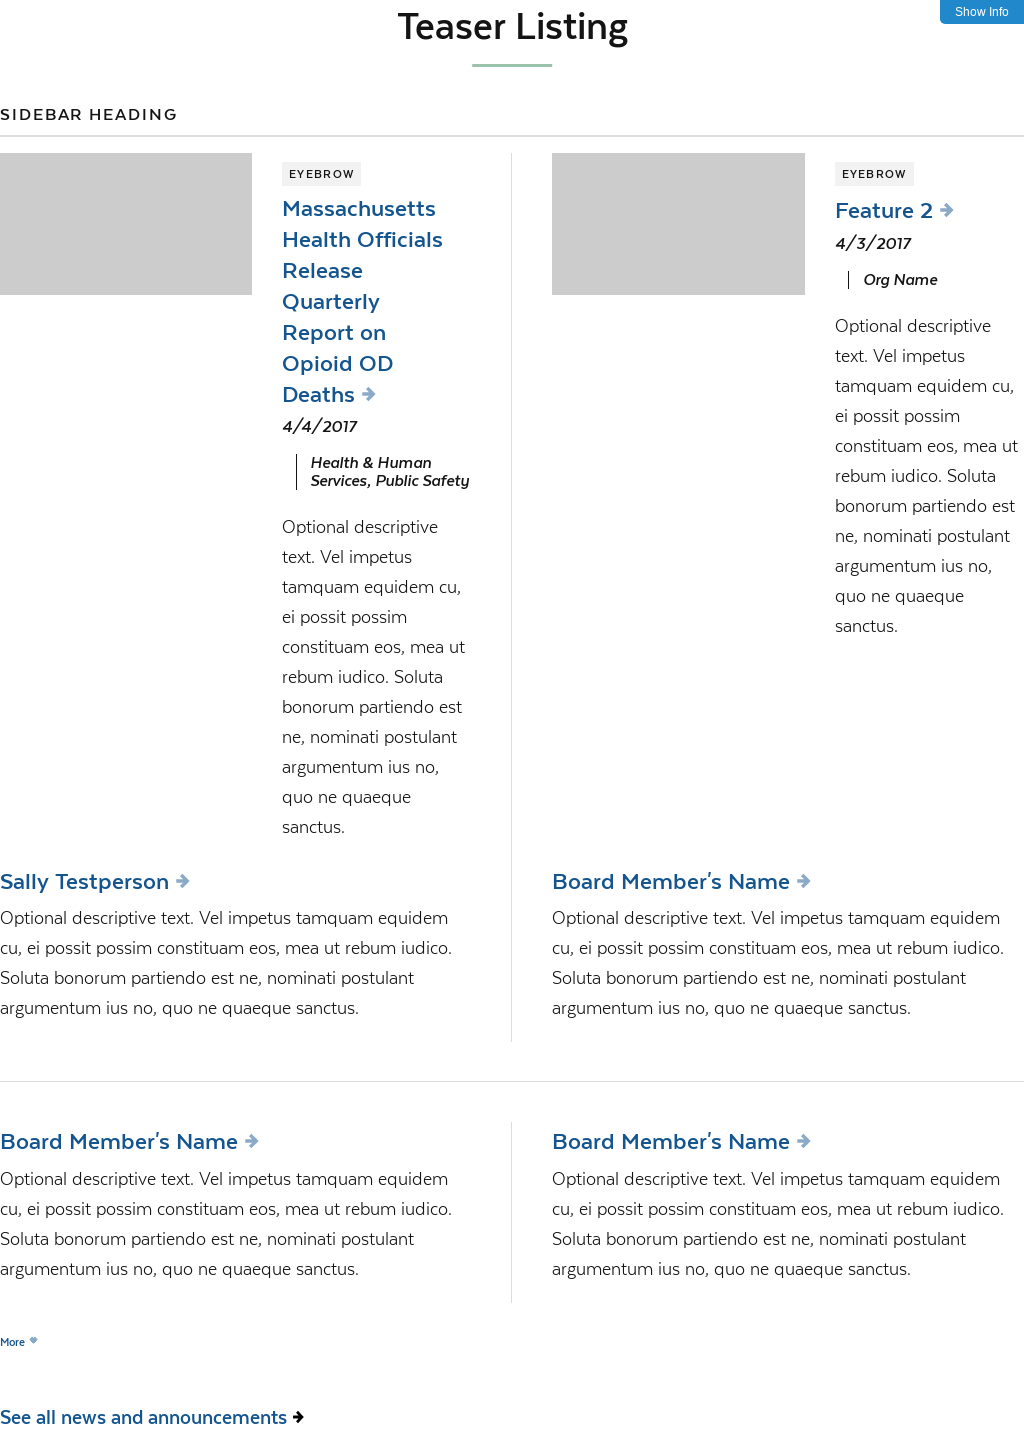 Show Info
Teaser Listing
SIDEBAR HEADING
EYEBROW
Massachusetts
Health Officials
Release
Quarterly
Report on
Opioid OD
Deaths
4/4/2017
Health & Human
Services, Public Safety
Optional descriptive
text. Vel impetus
tamquam equidem cu,
ei possit possim
constituam eos, mea ut
rebum iudico. Soluta
bonorum partiendo est
ne, nominati postulant
argumentum ius no,
quo ne quaeque
sanctus.
EYEBROW
Feature 2
4/3/2017
Org Name
Optional descriptive
text. Vel impetus
tamquam equidem cu,
ei possit possim
constituam eos, mea ut
rebum iudico. Soluta
bonorum partiendo est
ne, nominati postulant
argumentum ius no,
quo ne quaeque
sanctus.
Sally Testperson
Optional descriptive text. Vel impetus tamquam equidem
cu, ei possit possim constituam eos, mea ut rebum iudico.
Soluta bonorum partiendo est ne, nominati postulant
argumentum ius no, quo ne quaeque sanctus.
Board Member's Name
Optional descriptive text. Vel impetus tamquam equidem
cu, ei possit possim constituam eos, mea ut rebum iudico.
Soluta bonorum partiendo est ne, nominati postulant
argumentum ius no, quo ne quaeque sanctus.
Board Member's Name
Optional descriptive text. Vel impetus tamquam equidem
cu, ei possit possim constituam eos, mea ut rebum iudico.
Soluta bonorum partiendo est ne, nominati postulant
argumentum ius no, quo ne quaeque sanctus.
Board Member's Name
Optional descriptive text. Vel impetus tamquam equidem
cu, ei possit possim constituam eos, mea ut rebum iudico.
Soluta bonorum partiendo est ne, nominati postulant
argumentum ius no, quo ne quaeque sanctus.
More
See all news and announcements